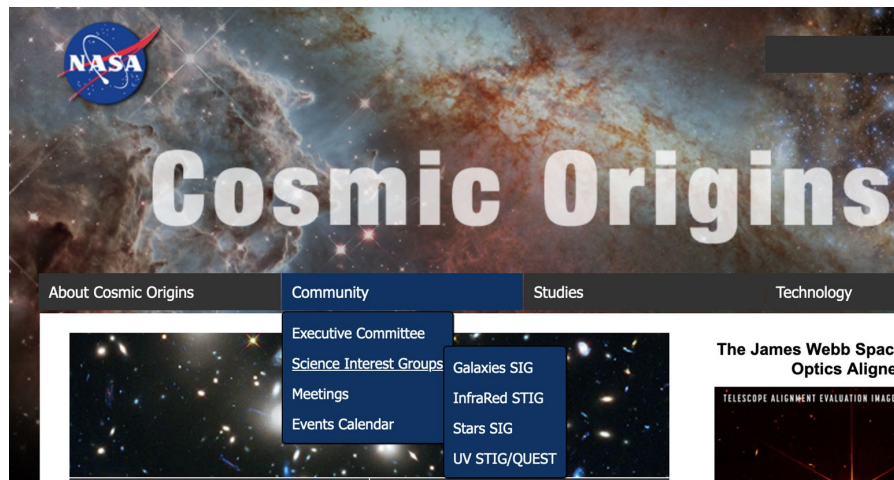 NASA
Cosmic Origins
About Cosmic Origins
Community
Studies
Technology
Executive Committee
Science Interest Groups
Meetings
Events Calendar
Galaxies SIG
InfraRed STIG
Stars SIG
UV STIG/QUEST
The James Webb Spac
Optics Aligne
TELESCOPE ALIGNMENT EVALUATION IMAGE